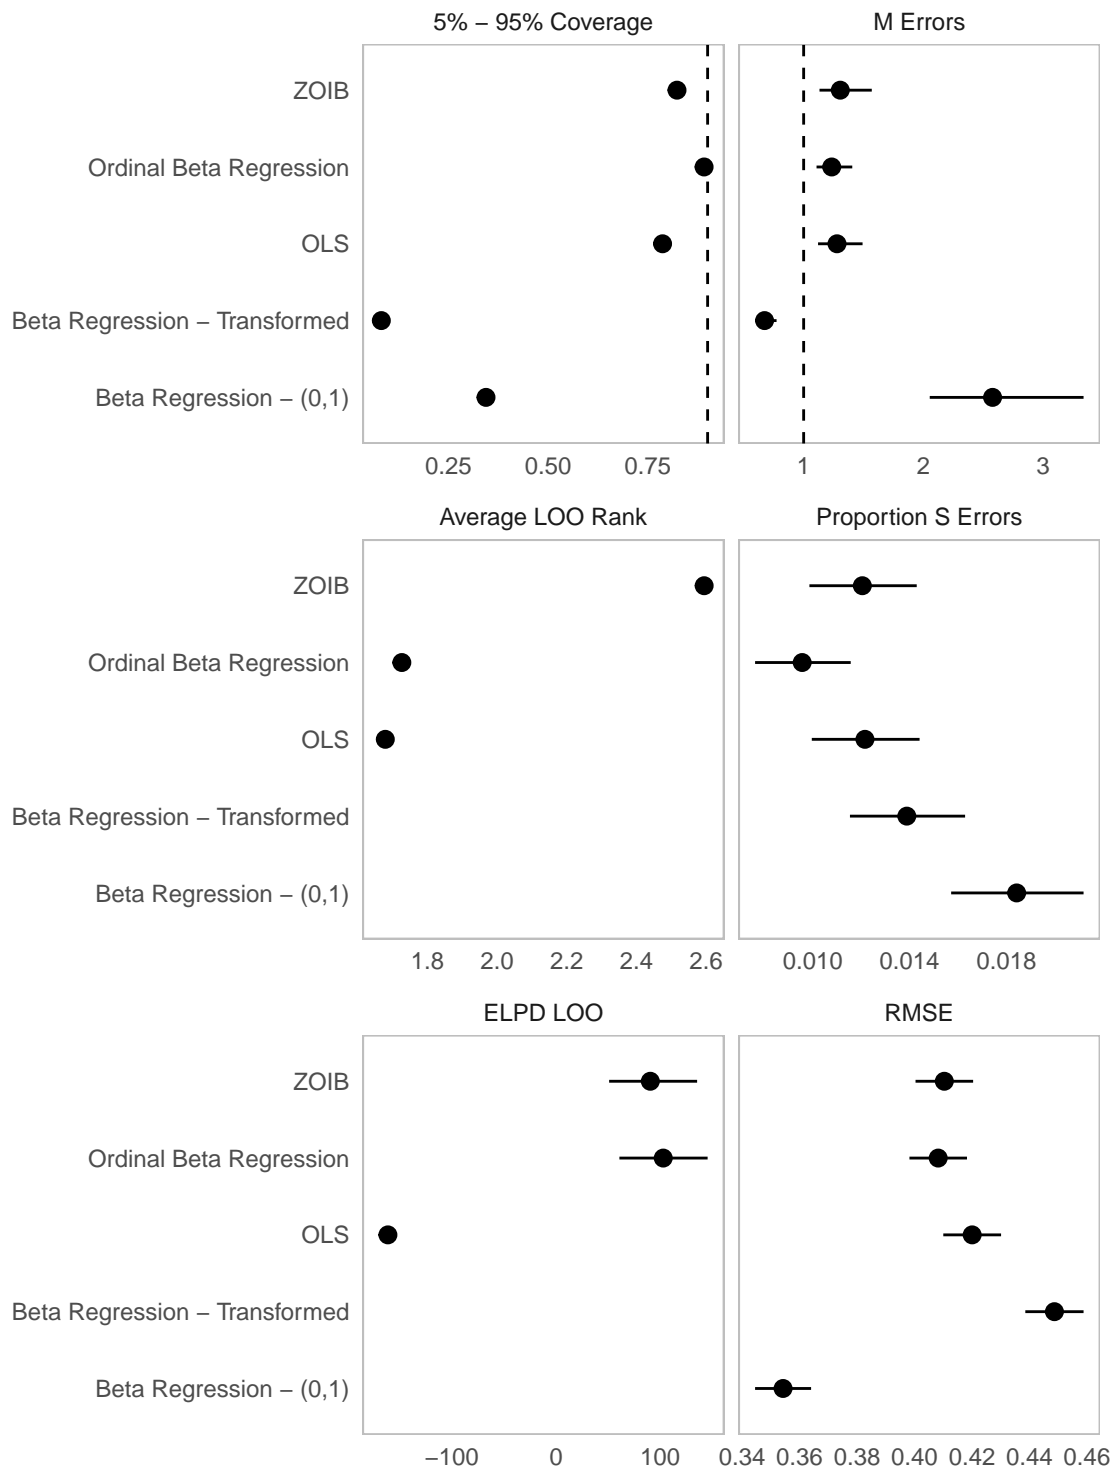 5% – 95% Coverage M Errors
ZOIB
Ordinal Beta Regression
OLS
Beta Regression – Transformed
Beta Regression – (0,1)
0.25 0.50 0.75 1 2 3
Average LOO Rank Proportion S Errors
ZOIB
Ordinal Beta Regression
OLS
Beta Regression – Transformed
Beta Regression – (0,1)
1.8 2.0 2.2 2.4 2.6 0.010 0.014 0.018
ELPD LOO RMSE
ZOIB
Ordinal Beta Regression
OLS
Beta Regression – Transformed
Beta Regression – (0,1)
−100 0 100 0.34 0.36 0.38 0.40 0.42 0.44 0.46